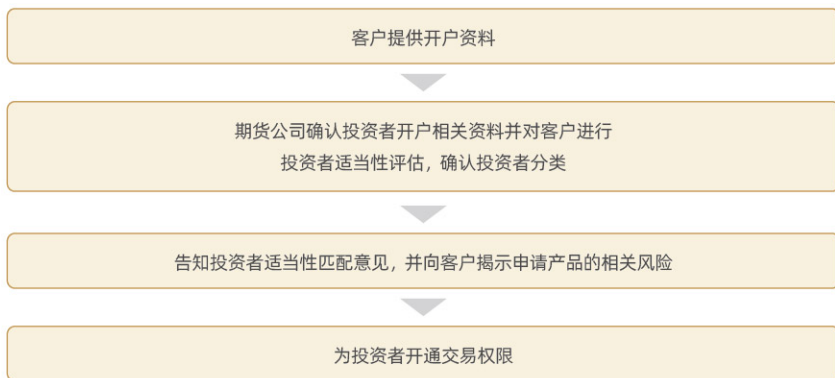 客户提供开户资料
期货公司确认投资者开户相关资料并对客户进行
投资者适当性评估，确认投资者分类
告知投资者适当性匹配意见，并向客户揭示申请产品的相关风险
为投资者开通交易权限